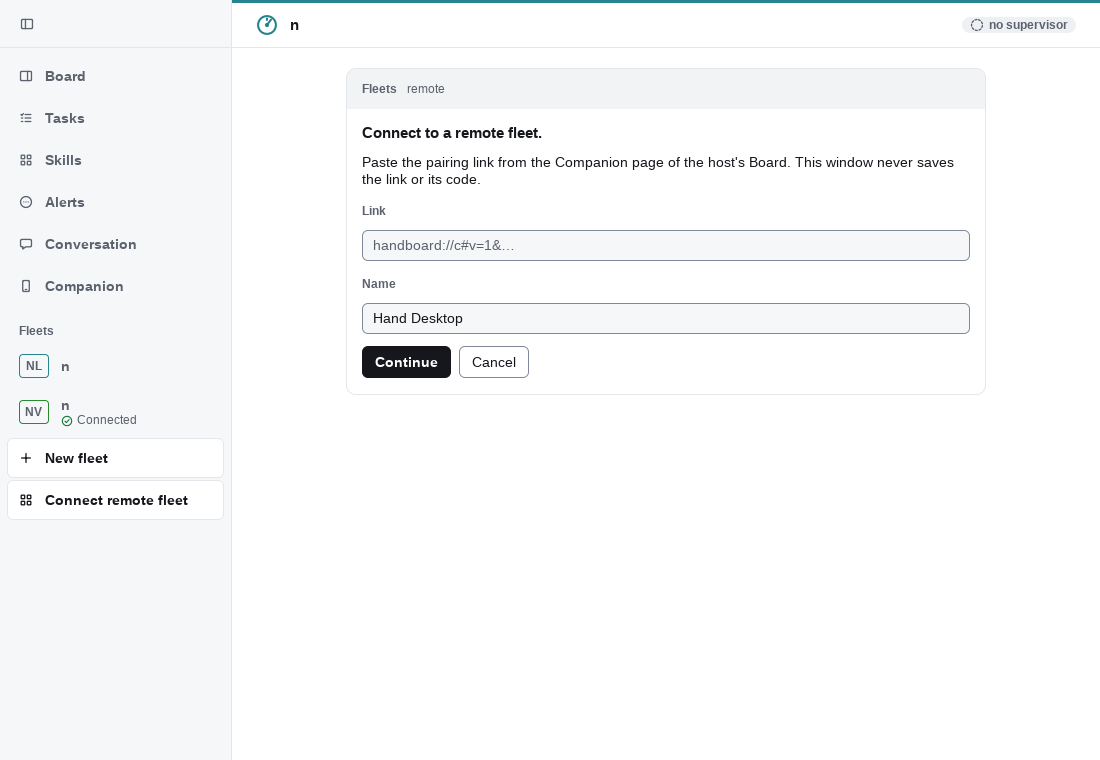 n
no supervisor
Board
Tasks
Skills
Alerts
Conversation
Companion
Fleets
NL n
NV n
Connected
New fleet
Connect remote fleet
Fleets remote
Connect to a remote fleet.
Paste the pairing link from the Companion page of the host's Board. This window never saves
the link or its code.
Link
handboard://c#v=1&…
Name
Hand Desktop
Continue Cancel